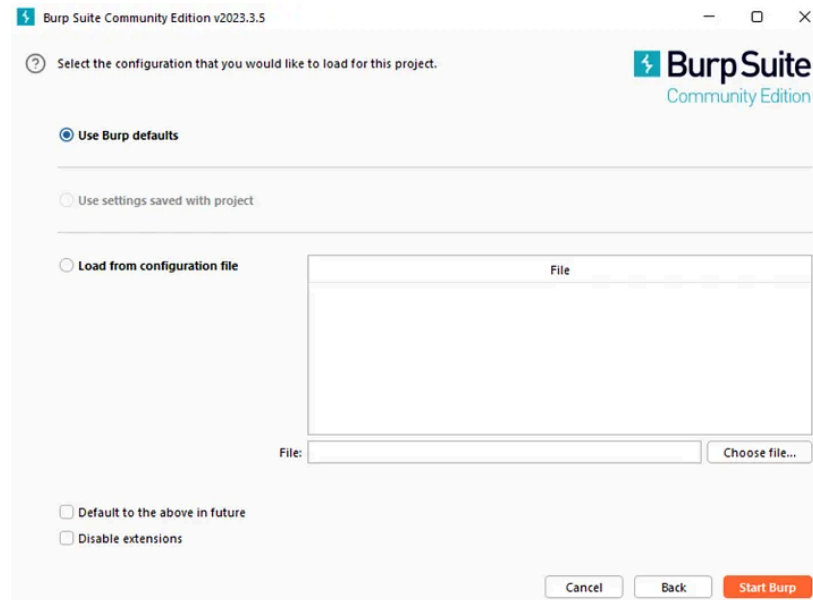 Burp Suite Community Edition v2023.3.5
Select the configuration that you would like to load for this project.
Burp Suite
Community Edition
Use Burp defaults
Use settings saved with project
Load from configuration file
File
File:
Choose file...
Default to the above in future
Disable extensions
Cancel
Back
Start Burp